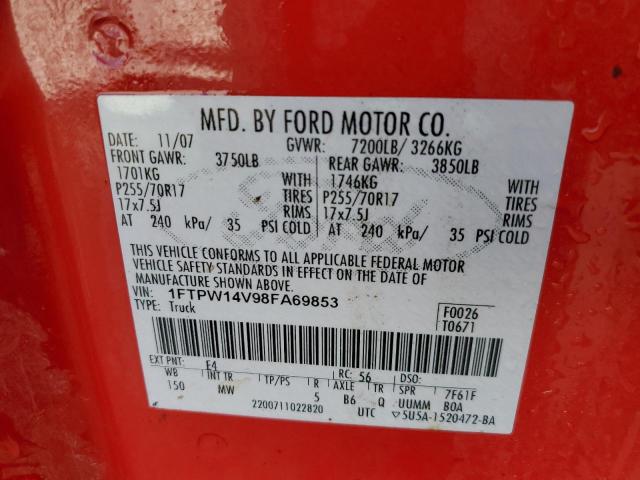 MFD. BY FORD MOTOR CO.
DATE: 11/07 GVWR: 7200LB/ 3266KG
FRONT GAWR: 3750LB REAR GAWR: 3850LB
1701KG WITH 1746KG WITH
P255/70R17 TIRES P255/70R17 TIRES
17x7.5J RIMS 17x7.5J RIMS
AT 240 kPa/ 35 PSI COLD AT 240 kPa/ 35 PSI COLD
Ford
THIS VEHICLE CONFORMS TO ALL APPLICABLE FEDERAL MOTOR
VEHICLE SAFETY STANDARDS IN EFFECT ON THE DATE OF
MANUFACTURE SHOWN ABOVE.
VIN: 1FTPW14V98FA69853 F0026
TYPE: Truck T0671
EXT PNT: E4 RC: 56 DSO:
WB INT TR TP/PS R AXLE TR SPR 7F61F
150 MW 5 B6 Q UUMM BOA
2200711022820 UTC ▽5U5A-1520472-BA